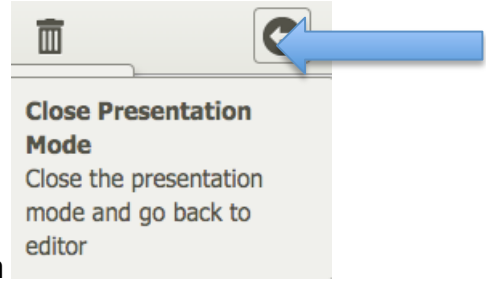 Close Presentation
Mode
Close the presentation
mode and go back to
editor